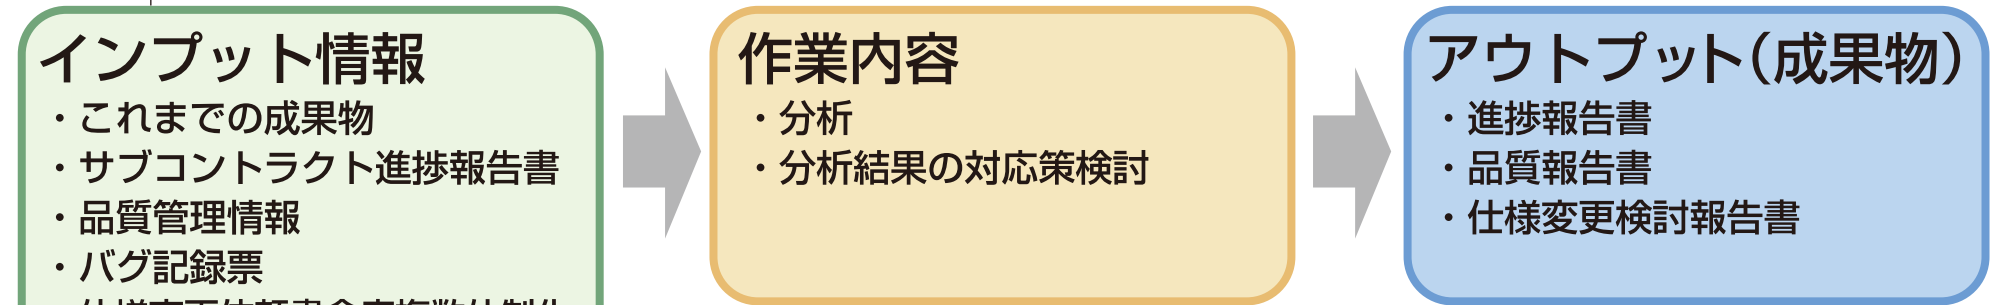 インプット情報
・これまでの成果物
・サブコントラクト進捗報告書
・品質管理情報
・バグ記録票
作業内容
・分析
・分析結果の対応策検討
アウトプット(成果物)
・進捗報告書
・品質報告書
・仕様変更検討報告書